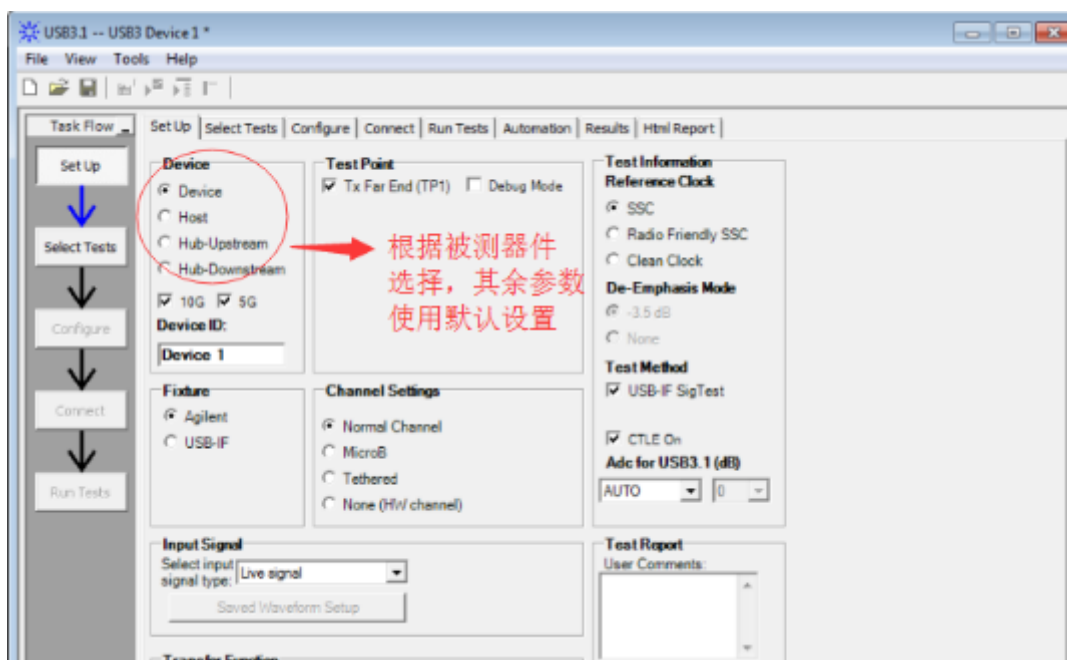 USB3.1 -- USB3 Device 1 *
File View Tools Help
Task Flow
Set Up Select Tests Configure Connect Run Tests Automation Results Html Report
Set Up
Select Tests
Configure
Connect
Run Tests
Device
Device
Host
Hub-Upstream
Hub-Downstream
10G 5G
Device ID:
Device 1
Test Point
Tx Far End (TP1) Debug Mode
根据被测器件
选择，其余参数
使用默认设置
Test Information
Reference Clock
SSC
Radio Friendly SSC
Clean Clock
De-Emphasis Mode
-3.5 dB
None
Test Method
USB-IF SigTest
CTLE On
Adc for USB3.1 (dB)
AUTO 0
Fixture
Agilent
USB-IF
Channel Settings
Normal Channel
MicroB
Tethered
None (HW channel)
Input Signal
Select input
signal type: Live signal
Saved Waveform Setup
Test Report
User Comments:
Transfer Function